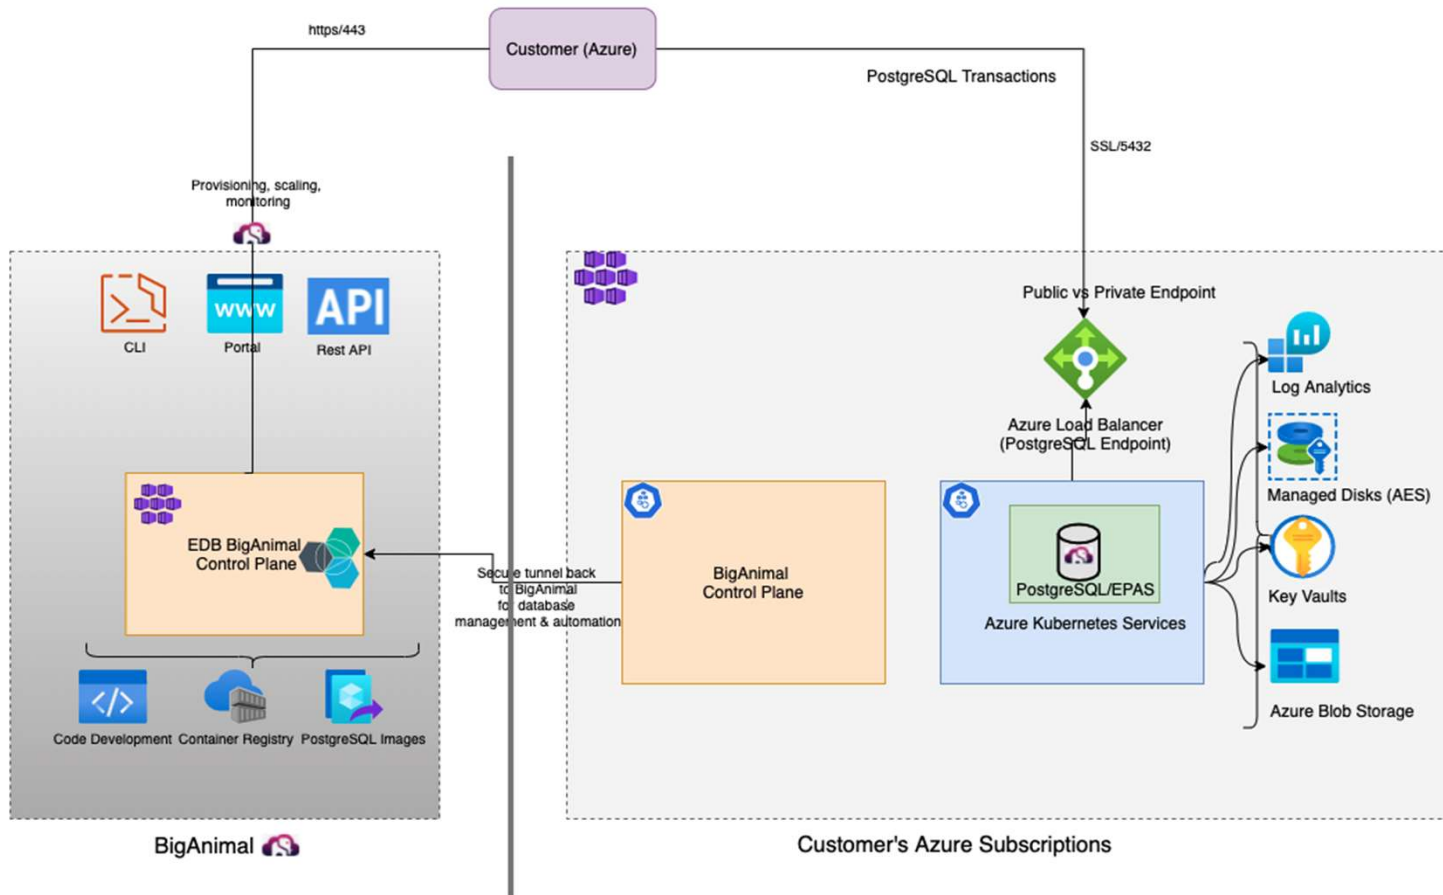 https/443
Customer (Azure)
PostgreSQL Transactions
SSL/5432
Provisioning, scaling,
monitoring
CLI
www
Portal
API
Rest API
EDB BigAnimal
Control Plane
Code Development
Container Registry
PostgreSQL Images
BigAnimal
Secure tunnel back
to BigAnimal
for database
management & automation
Public vs Private Endpoint
Azure Load Balancer
(PostgreSQL Endpoint)
BigAnimal
Control Plane
PostgreSQL/EPAS
Azure Kubernetes Services
Log Analytics
Managed Disks (AES)
Key Vaults
Azure Blob Storage
Customer's Azure Subscriptions